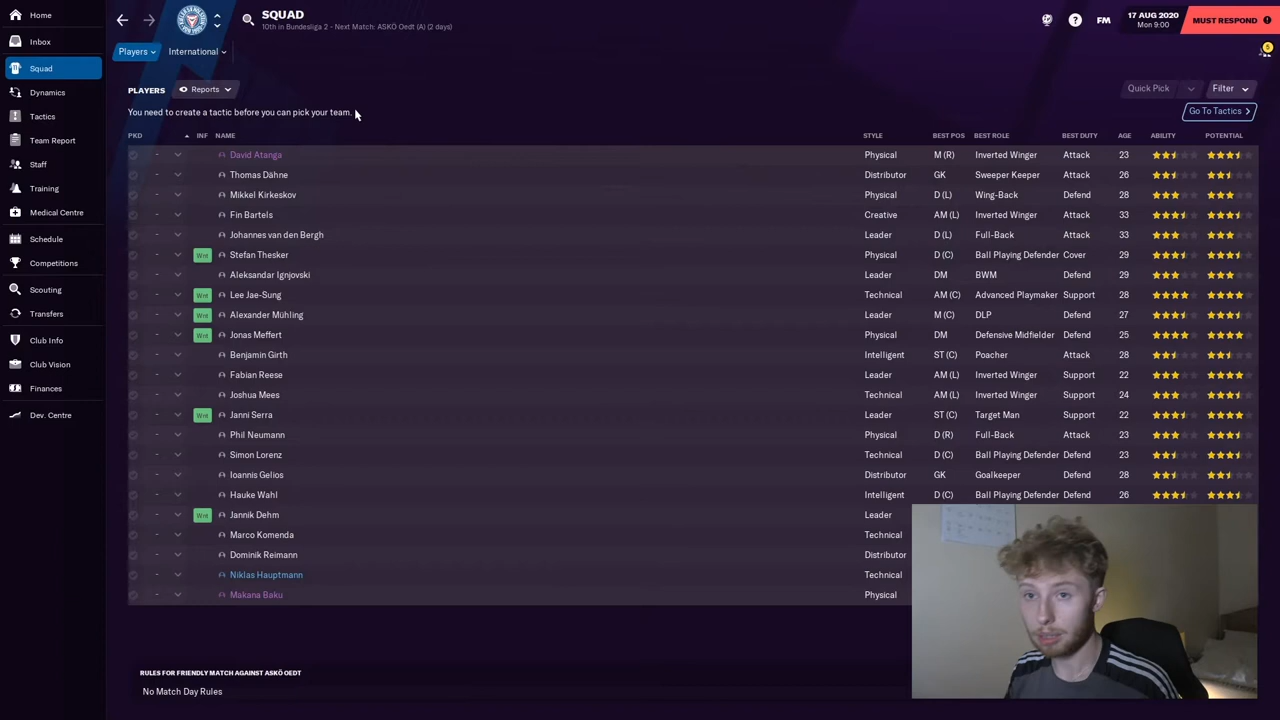 Home
Inbox
Squad
Dynamics
Tactics
Team Report
Staff
Training
Medical Centre
Schedule
Competitions
Scouting
Transfers
Club Info
Club Vision
Finances
Dev. Centre
SQUAD
10th in Bundesliga 2 - Next Match: ASKÖ Oedt (A) (2 days)
? FM 17 AUG 2020 MUST RESPOND
Mon 9:00
Players International
PLAYERS Reports Quick Pick Filter
You need to create a tactic before you can pick your team. Go To Tactics
PKD INF NAME STYLE BEST POS BEST ROLE BEST DUTY AGE ABILITY POTENTIAL
- David Atanga Physical M (R) Inverted Winger Attack 23
- Thomas Dähne Distributor GK Sweeper Keeper Attack 26
- Mikkel Kirkeskov Physical D (L) Wing-Back Defend 28
- Fin Bartels Creative AM (L) Inverted Winger Attack 33
- Johannes van den Bergh Leader D (L) Full-Back Attack 33
- Wnt Stefan Thesker Physical D (C) Ball Playing Defender Cover 29
- Aleksandar Ignjovski Leader DM BWM Defend 29
- Wnt Lee Jae-Sung Technical AM (C) Advanced Playmaker Support 28
- Wnt Alexander Mühling Leader M (C) DLP Defend 27
- Wnt Jonas Meffert Physical DM Defensive Midfielder Defend 25
- Benjamin Girth Intelligent ST (C) Poacher Attack 28
- Fabian Reese Leader AM (L) Inverted Winger Support 22
- Joshua Mees Technical AM (L) Inverted Winger Support 24
- Wnt Janni Serra Leader ST (C) Target Man Support 22
- Phil Neumann Physical D (R) Full-Back Attack 23
- Simon Lorenz Technical D (C) Ball Playing Defender Defend 23
- Ioannis Gelios Distributor GK Goalkeeper Defend 28
- Hauke Wahl Intelligent D (C) Ball Playing Defender Defend 26
- Wnt Jannik Dehm Leader
- Marco Komenda Technical
- Dominik Reimann Distributor
- Niklas Hauptmann Technical
- Makana Baku Physical
RULES FOR FRIENDLY MATCH AGAINST ASKÖ OEDT
No Match Day Rules